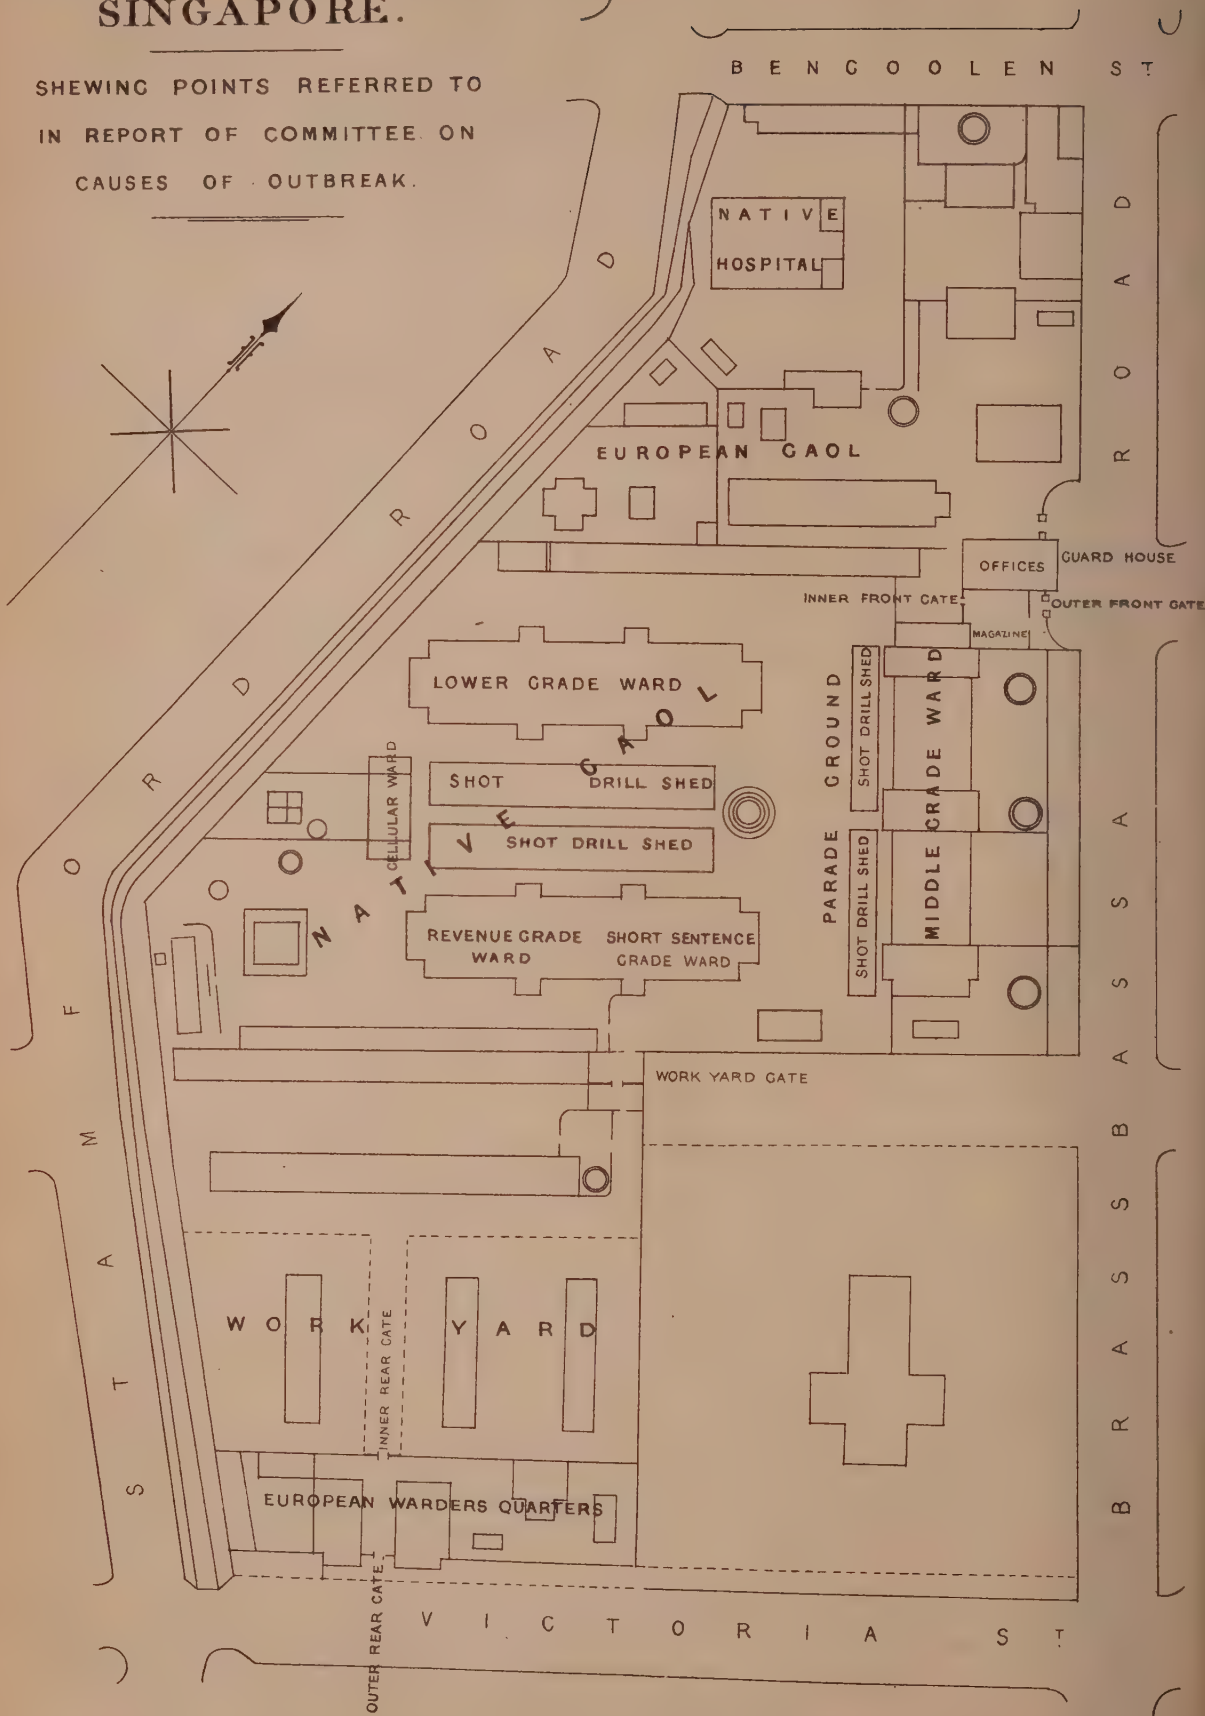 SINGAPORE.
SHEWING POINTS REFERRED TO
IN REPORT OF COMMITTEE ON
CAUSES OF OUTBREAK.
BENCOOLEN ST.
NATIVE
HOSPITAL
EUROPEAN GAOL
OFFICES
GUARD HOUSE
INNER FRONT GATE
OUTER FRONT GATE
MAGAZINE
LOWER GRADE WARD
NATIVE GAOL
SHOT DRILL SHED
SHOT DRILL SHED
CELLULAR WARD
PARADE GROUND
SHOT DRILL SHED
SHOT DRILL SHED
MIDDLE GRADE WARD
REVENUE GRADE
WARD
SHORT SENTENCE
GRADE WARD
WORK YARD GATE
WORK YARD
INNER REAR GATE
EUROPEAN WARDERS QUARTERS
OUTER REAR GATE
STAMFORD ROAD
BRASS BASSA ROAD
VICTORIA ST